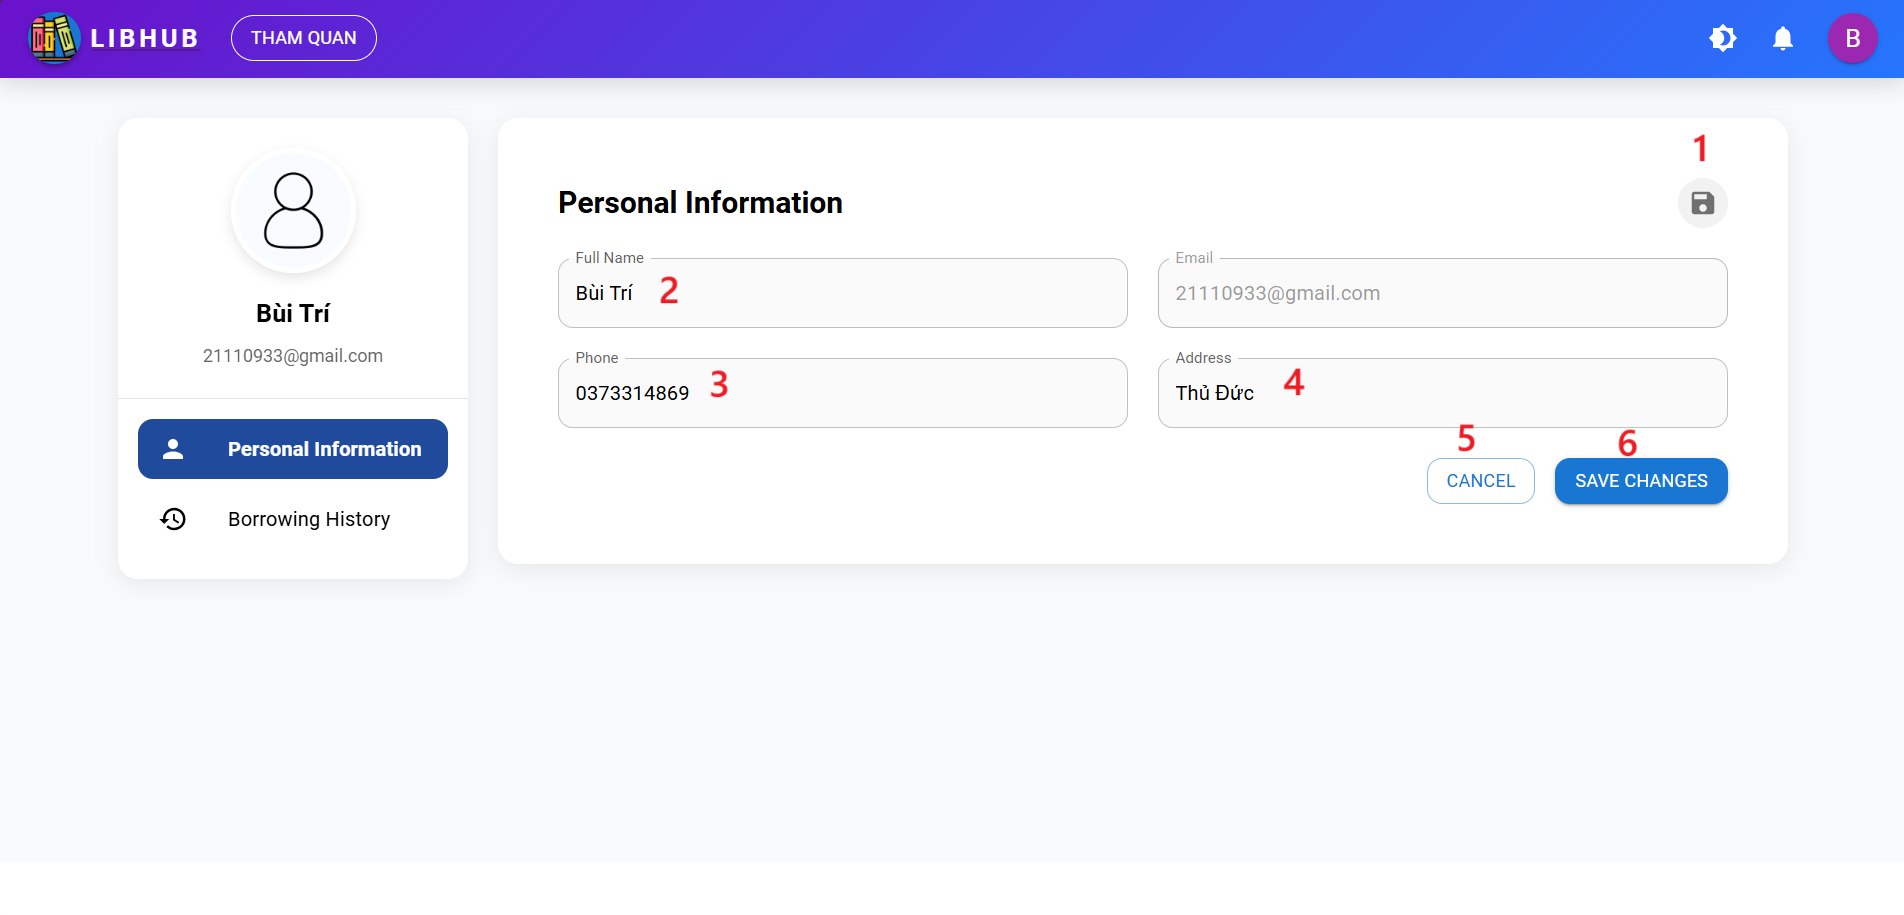 LIBHUB
THAM QUAN
B
Bùi Trí
21110933@gmail.com
Personal Information
Borrowing History
1
Personal Information
Full Name
Bùi Trí 2
Email
21110933@gmail.com
Phone
0373314869 3
Address
Thủ Đức 4
5
CANCEL
6
SAVE CHANGES